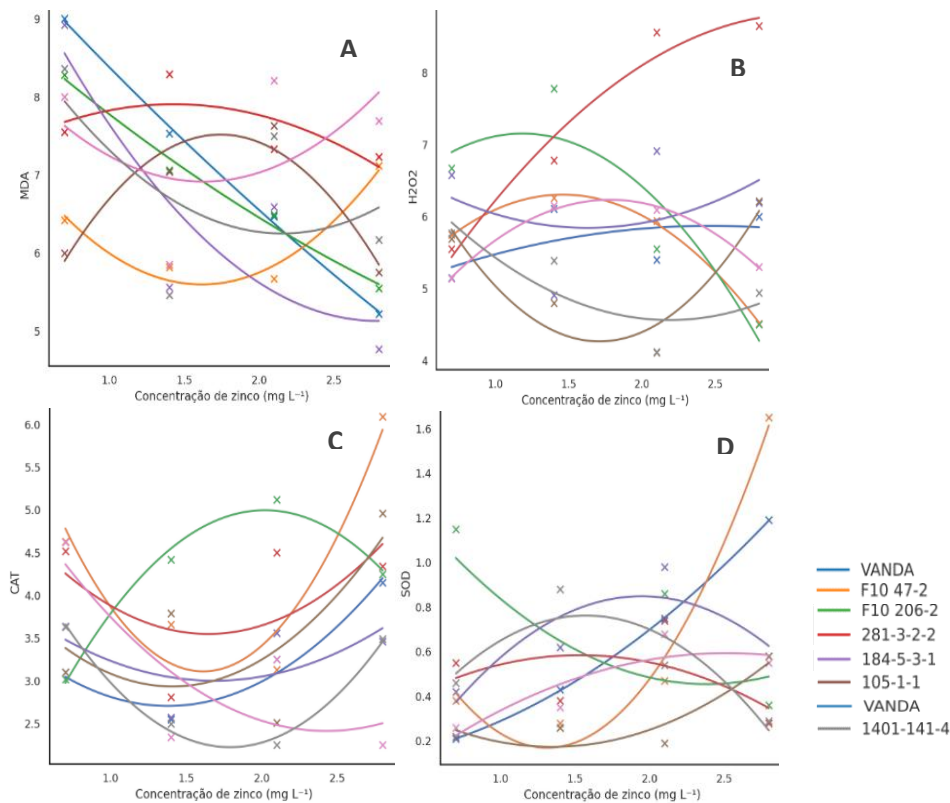 A
9
8
7
6
5
MDA
1.0 1.5 2.0 2.5
Concentração de zinco (mg L⁻¹)
B
8
7
6
5
4
H2O2
1.0 1.5 2.0 2.5
Concentração de zinco (mg L⁻¹)
C
6.0
5.5
5.0
4.5
4.0
3.5
3.0
2.5
CAT
1.0 1.5 2.0 2.5
Concentração de zinco (mg L⁻¹)
D
1.6
1.4
1.2
1.0
0.8
0.6
0.4
0.2
SOD
1.0 1.5 2.0 2.5
Concentração de zinco (mg L⁻¹)
VANDA
F10 47-2
F10 206-2
281-3-2-2
184-5-3-1
105-1-1
VANDA
1401-141-4